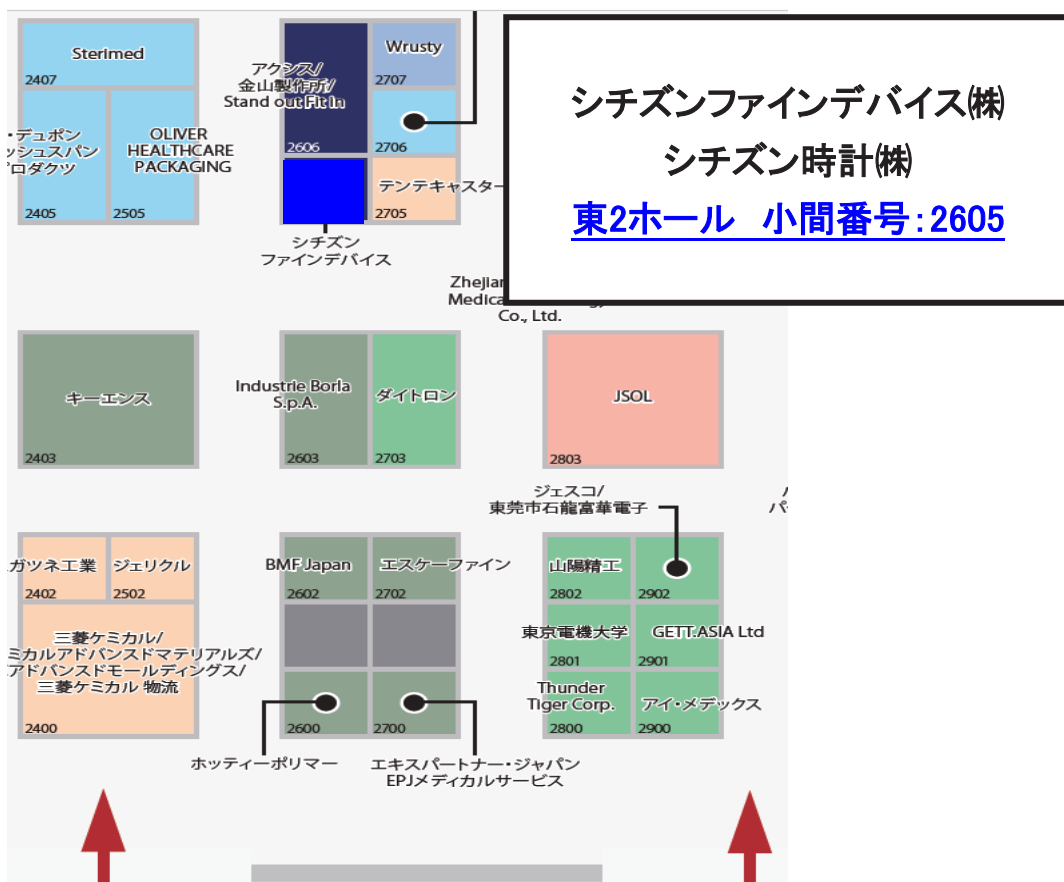 Sterimed
2407
・デュポン
ッシュスパン
プロダクツ
2405
OLIVER
HEALTHCARE
PACKAGING
2505
アクシス/
金山製作所/
Stand out Fit In
2606
Wrusty
2707
2706
テンテキャスター
2705
シチズン
ファインデバイス
シチズンファインデバイス㈱
シチズン時計㈱
東2ホール 小間番号:2605
Zhejian
Medica
Co., Ltd.
キーエンス
2403
Industrie Borla
S.p.A.
2603
ダイトロン
2703
JSOL
2803
ジェスコ/
東莞市石龍富華電子
パ
ガツネ工業
2402
ジェリクル
2502
三菱ケミカル/
ミカルアドバンスドマテリアルズ/
アドバンスドモールディングス/
三菱ケミカル 物流
2400
BMF Japan
2602
エスケーファイン
2702
2600
2700
ホッティーポリマー
エキスパートナー・ジャパン
EPJメディカルサービス
山陽精工
2802
2902
東京電機大学
2801
GETT.ASIA Ltd
2901
Thunder
Tiger Corp.
2800
アイ・メデックス
2900